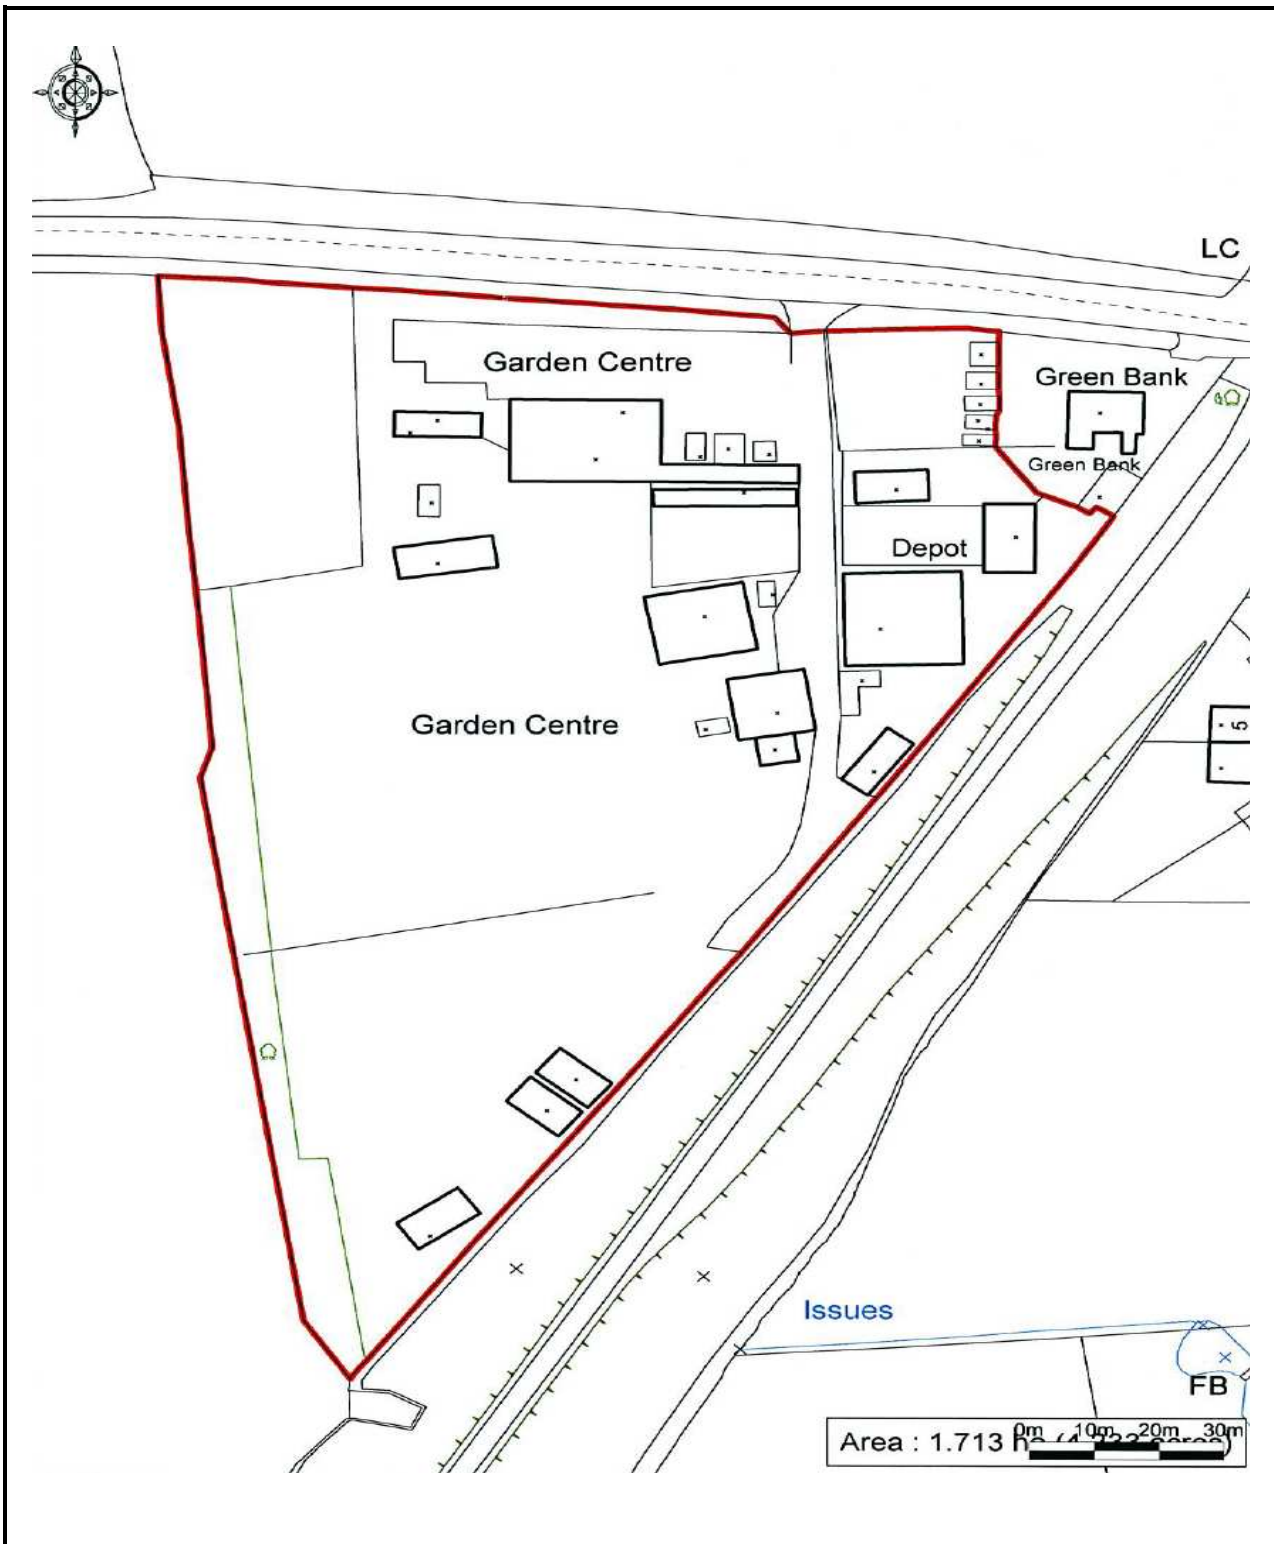 LC
Garden Centre
Green Bank
Green Bank
Depot
Garden Centre
5
Issues
FB
0m 10m 20m 30m
Area : 1.713